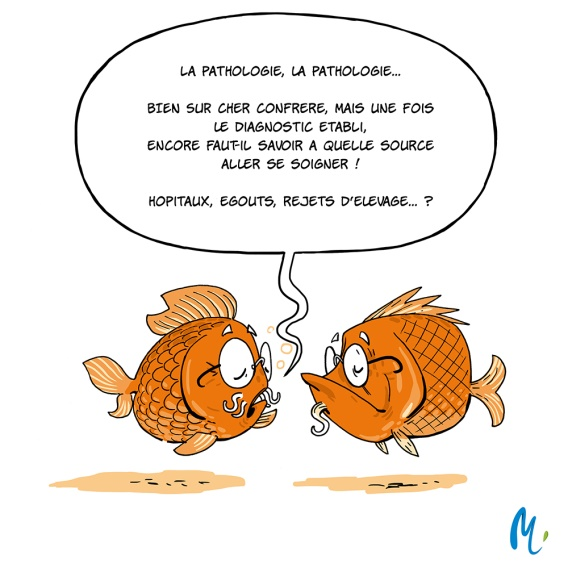 LA PATHOLOGIE, LA PATHOLOGIE...
BIEN SUR CHER CONFRERE, MAIS UNE FOIS
LE DIAGNOSTIC ETABLI,
ENCORE FAUT-IL SAVOIR A QUELLE SOURCE
ALLER SE SOIGNER !
HOPITAUX, EGOUTS, REJETS D'ELEVAGE... ?
M